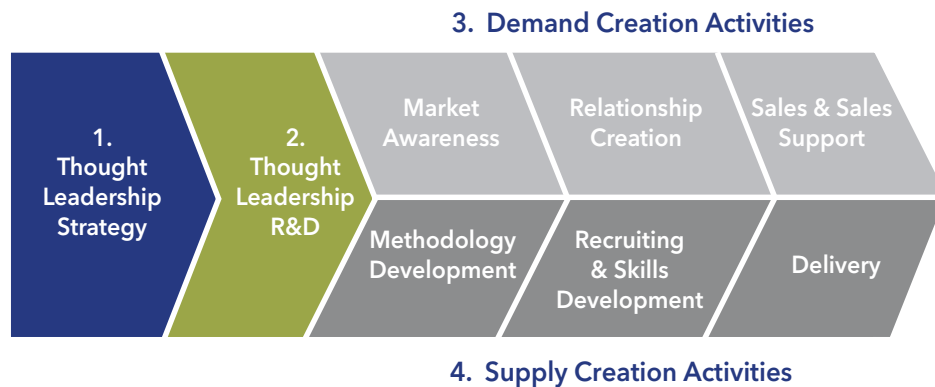 3. Demand Creation Activities
1.
Thought
Leadership
Strategy
2.
Thought
Leadership
R&D
Market
Awareness
Relationship
Creation
Sales & Sales
Support
Methodology
Development
Recruiting
& Skills
Development
Delivery
4. Supply Creation Activities